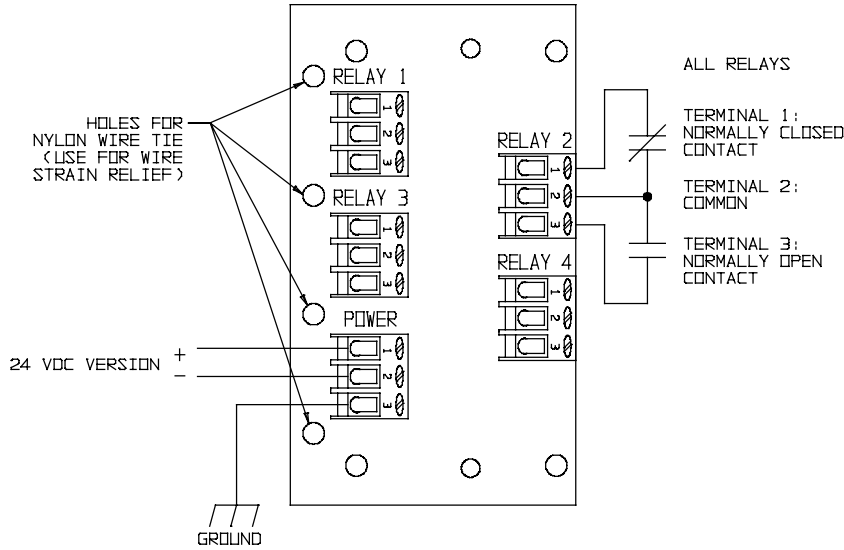 HOLES FOR
NYLON WIRE TIE
(USE FOR WIRE
STRAIN RELIEF)
RELAY 1
1
2
3
RELAY 3
1
2
3
POWER
1
2
3
24 VDC VERSION
+
-
GROUND
RELAY 2
1
2
3
RELAY 4
1
2
3
ALL RELAYS
TERMINAL 1:
NORMALLY CLOSED
CONTACT
TERMINAL 2:
COMMON
TERMINAL 3:
NORMALLY OPEN
CONTACT